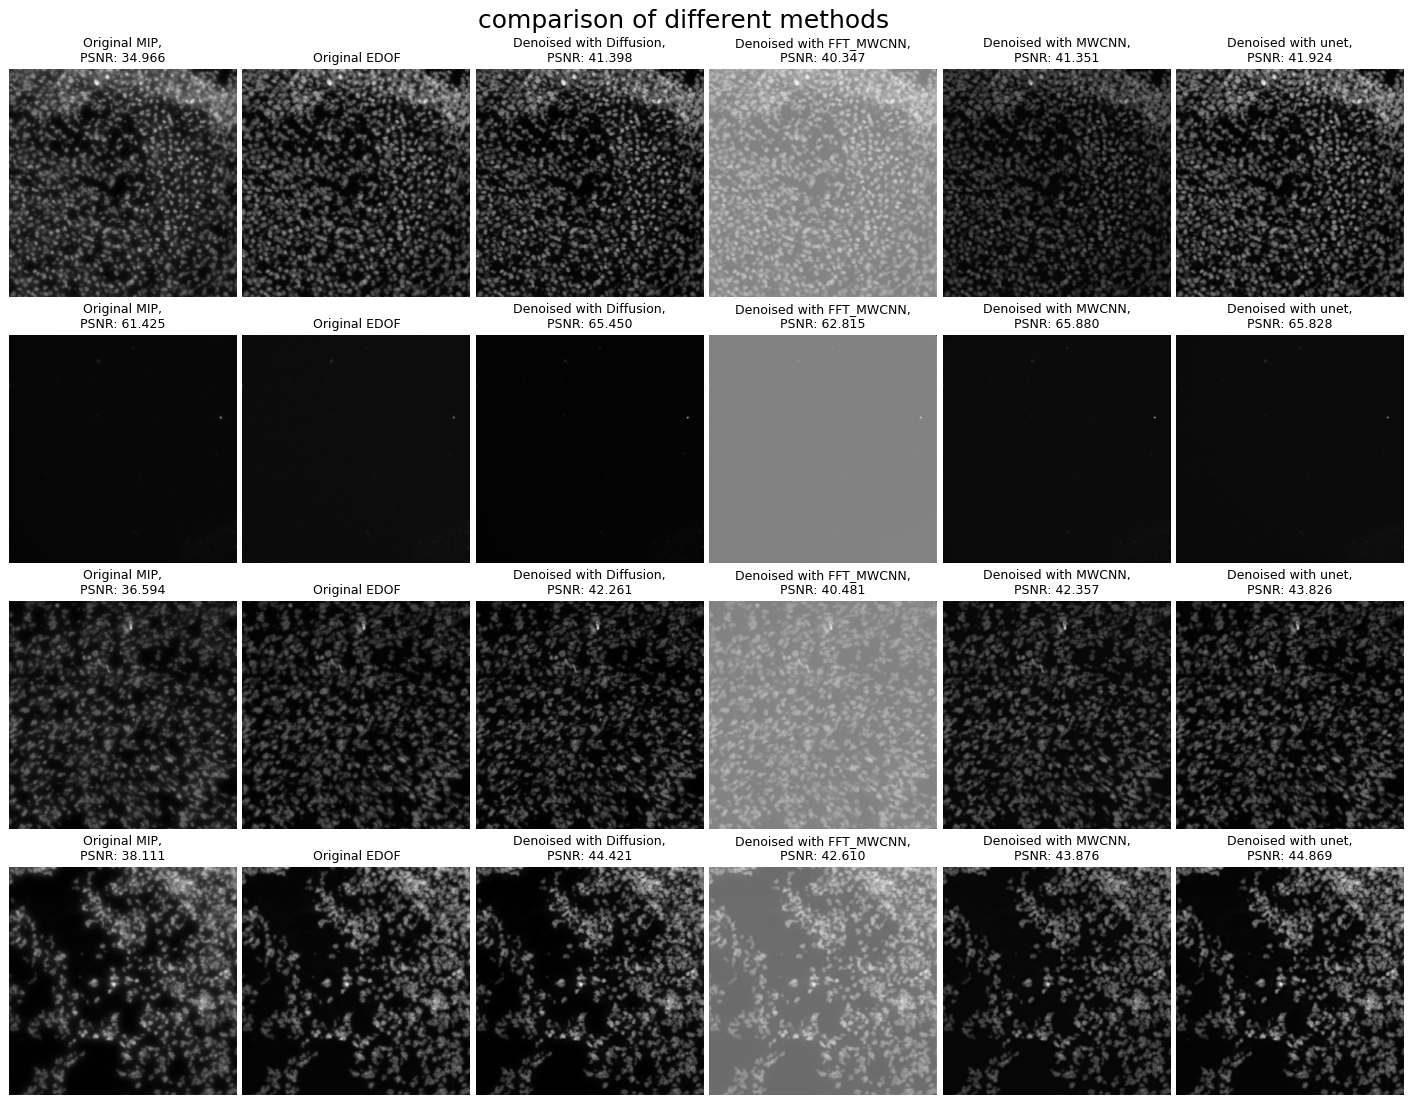 comparison of different methods
Original MIP,
PSNR: 34.966
Original EDOF
Denoised with Diffusion,
PSNR: 41.398
Denoised with FFT_MWCNN,
PSNR: 40.347
Denoised with MWCNN,
PSNR: 41.351
Denoised with unet,
PSNR: 41.924
Original MIP,
PSNR: 61.425
Original EDOF
Denoised with Diffusion,
PSNR: 65.450
Denoised with FFT_MWCNN,
PSNR: 62.815
Denoised with MWCNN,
PSNR: 65.880
Denoised with unet,
PSNR: 65.828
Original MIP,
PSNR: 36.594
Original EDOF
Denoised with Diffusion,
PSNR: 42.261
Denoised with FFT_MWCNN,
PSNR: 40.481
Denoised with MWCNN,
PSNR: 42.357
Denoised with unet,
PSNR: 43.826
Original MIP,
PSNR: 38.111
Original EDOF
Denoised with Diffusion,
PSNR: 44.421
Denoised with FFT_MWCNN,
PSNR: 42.610
Denoised with MWCNN,
PSNR: 43.876
Denoised with unet,
PSNR: 44.869